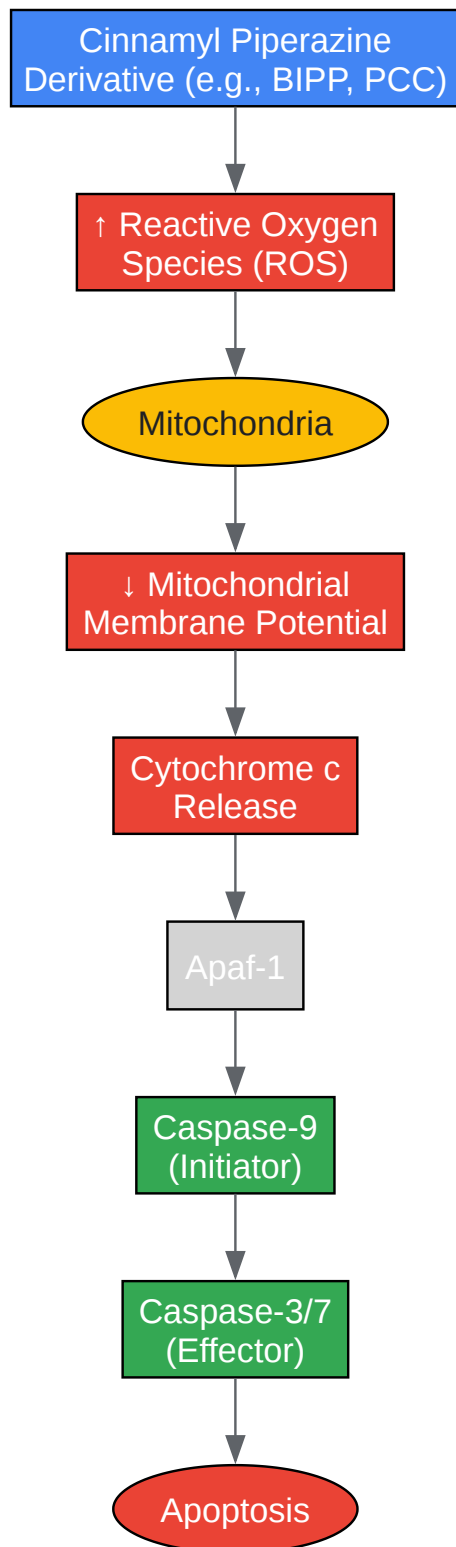 Cinnamyl Piperazine
Derivative (e.g., BIPP, PCC)
↑ Reactive Oxygen
Species (ROS)
Mitochondria
↓ Mitochondrial
Membrane Potential
Cytochrome c
Release
Apaf-1
Caspase-9
(Initiator)
Caspase-3/7
(Effector)
Apoptosis